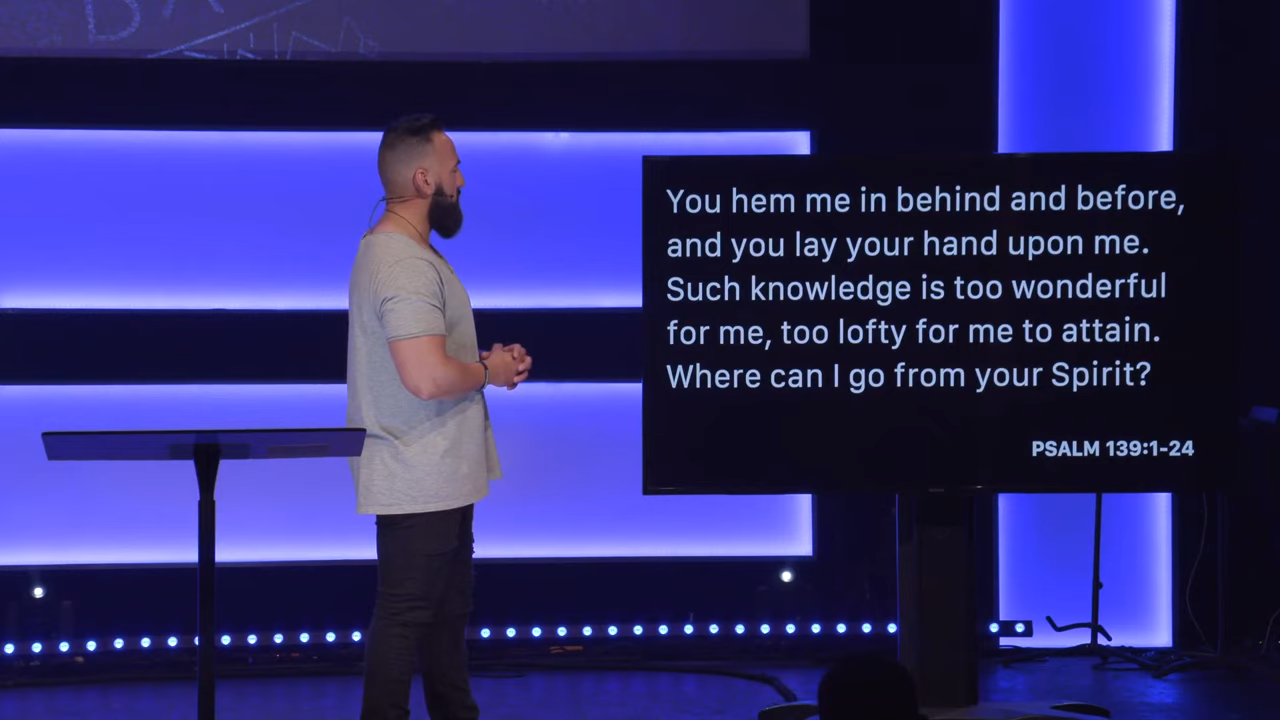 You hem me in behind and before,
and you lay your hand upon me.
Such knowledge is too wonderful
for me, too lofty for me to attain.
Where can I go from your Spirit?
PSALM 139:1-24